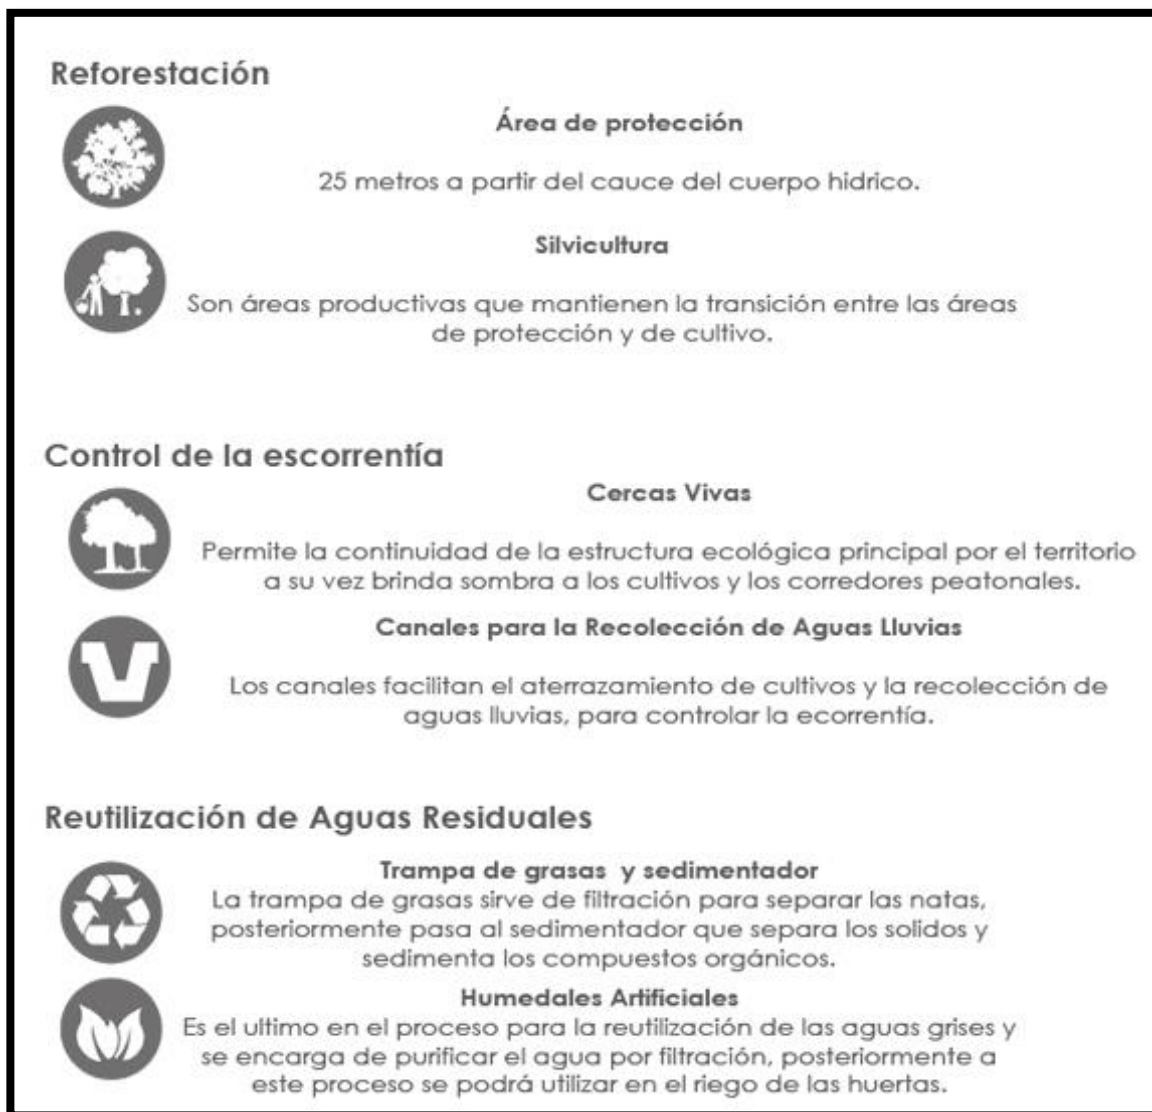 Reforestación
Área de protección
25 metros a partir del cauce del cuerpo hidrico.
Silvicultura
Son áreas productivas que mantienen la transición entre las áreas
de protección y de cultivo.
Control de la escorrentía
Cercas Vivas
Permite la continuidad de la estructura ecológica principal por el territorio
a su vez brinda sombra a los cultivos y los corredores peatonales.
Canales para la Recolección de Aguas Lluvias
Los canales facilitan el aterrazamiento de cultivos y la recolección de
aguas lluvias, para controlar la ecorrentía.
Reutilización de Aguas Residuales
Trampa de grasas y sedimentador
La trampa de grasas sirve de filtración para separar las natas,
posteriormente pasa al sedimentador que separa los solidos y
sedimenta los compuestos orgánicos.
Humedales Artificiales
Es el ultimo en el proceso para la reutilización de las aguas grises y
se encarga de purificar el agua por filtración, posteriormente a
este proceso se podrá utilizar en el riego de las huertas.